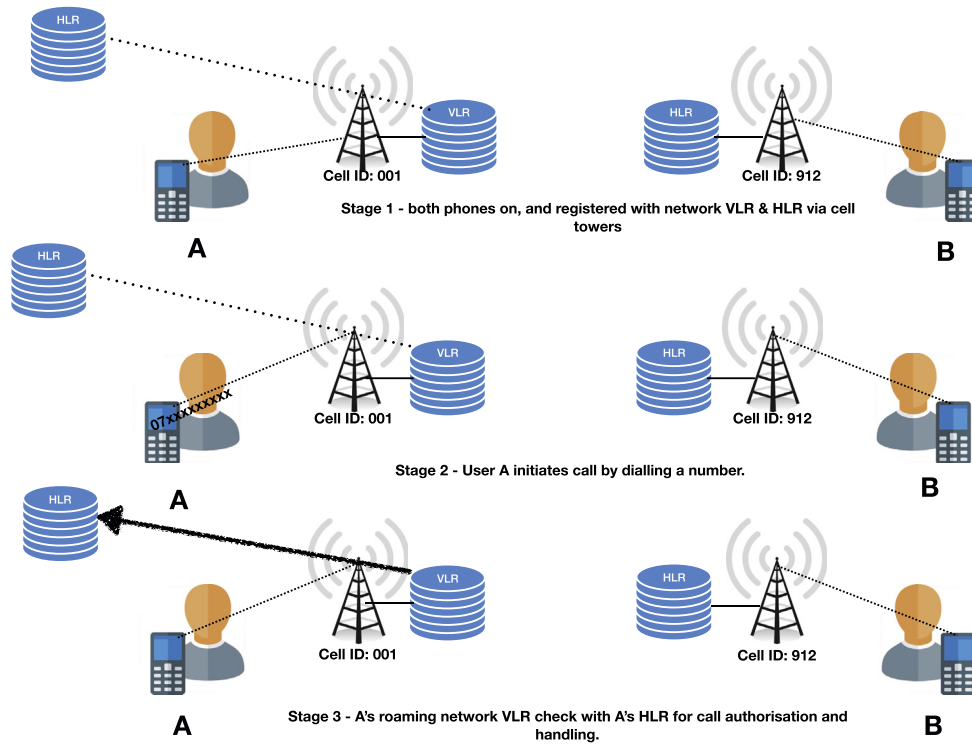 HLR
VLR
HLR
Cell ID: 001
Cell ID: 912
Stage 1 - both phones on, and registered with network VLR & HLR via cell
towers
A
B
HLR
VLR
HLR
07xxxxxxxxx
Cell ID: 001
Cell ID: 912
Stage 2 - User A initiates call by dialling a number.
A
B
HLR
VLR
HLR
Cell ID: 001
Cell ID: 912
A
B
Stage 3 - A's roaming network VLR check with A's HLR for call authorisation and
handling.